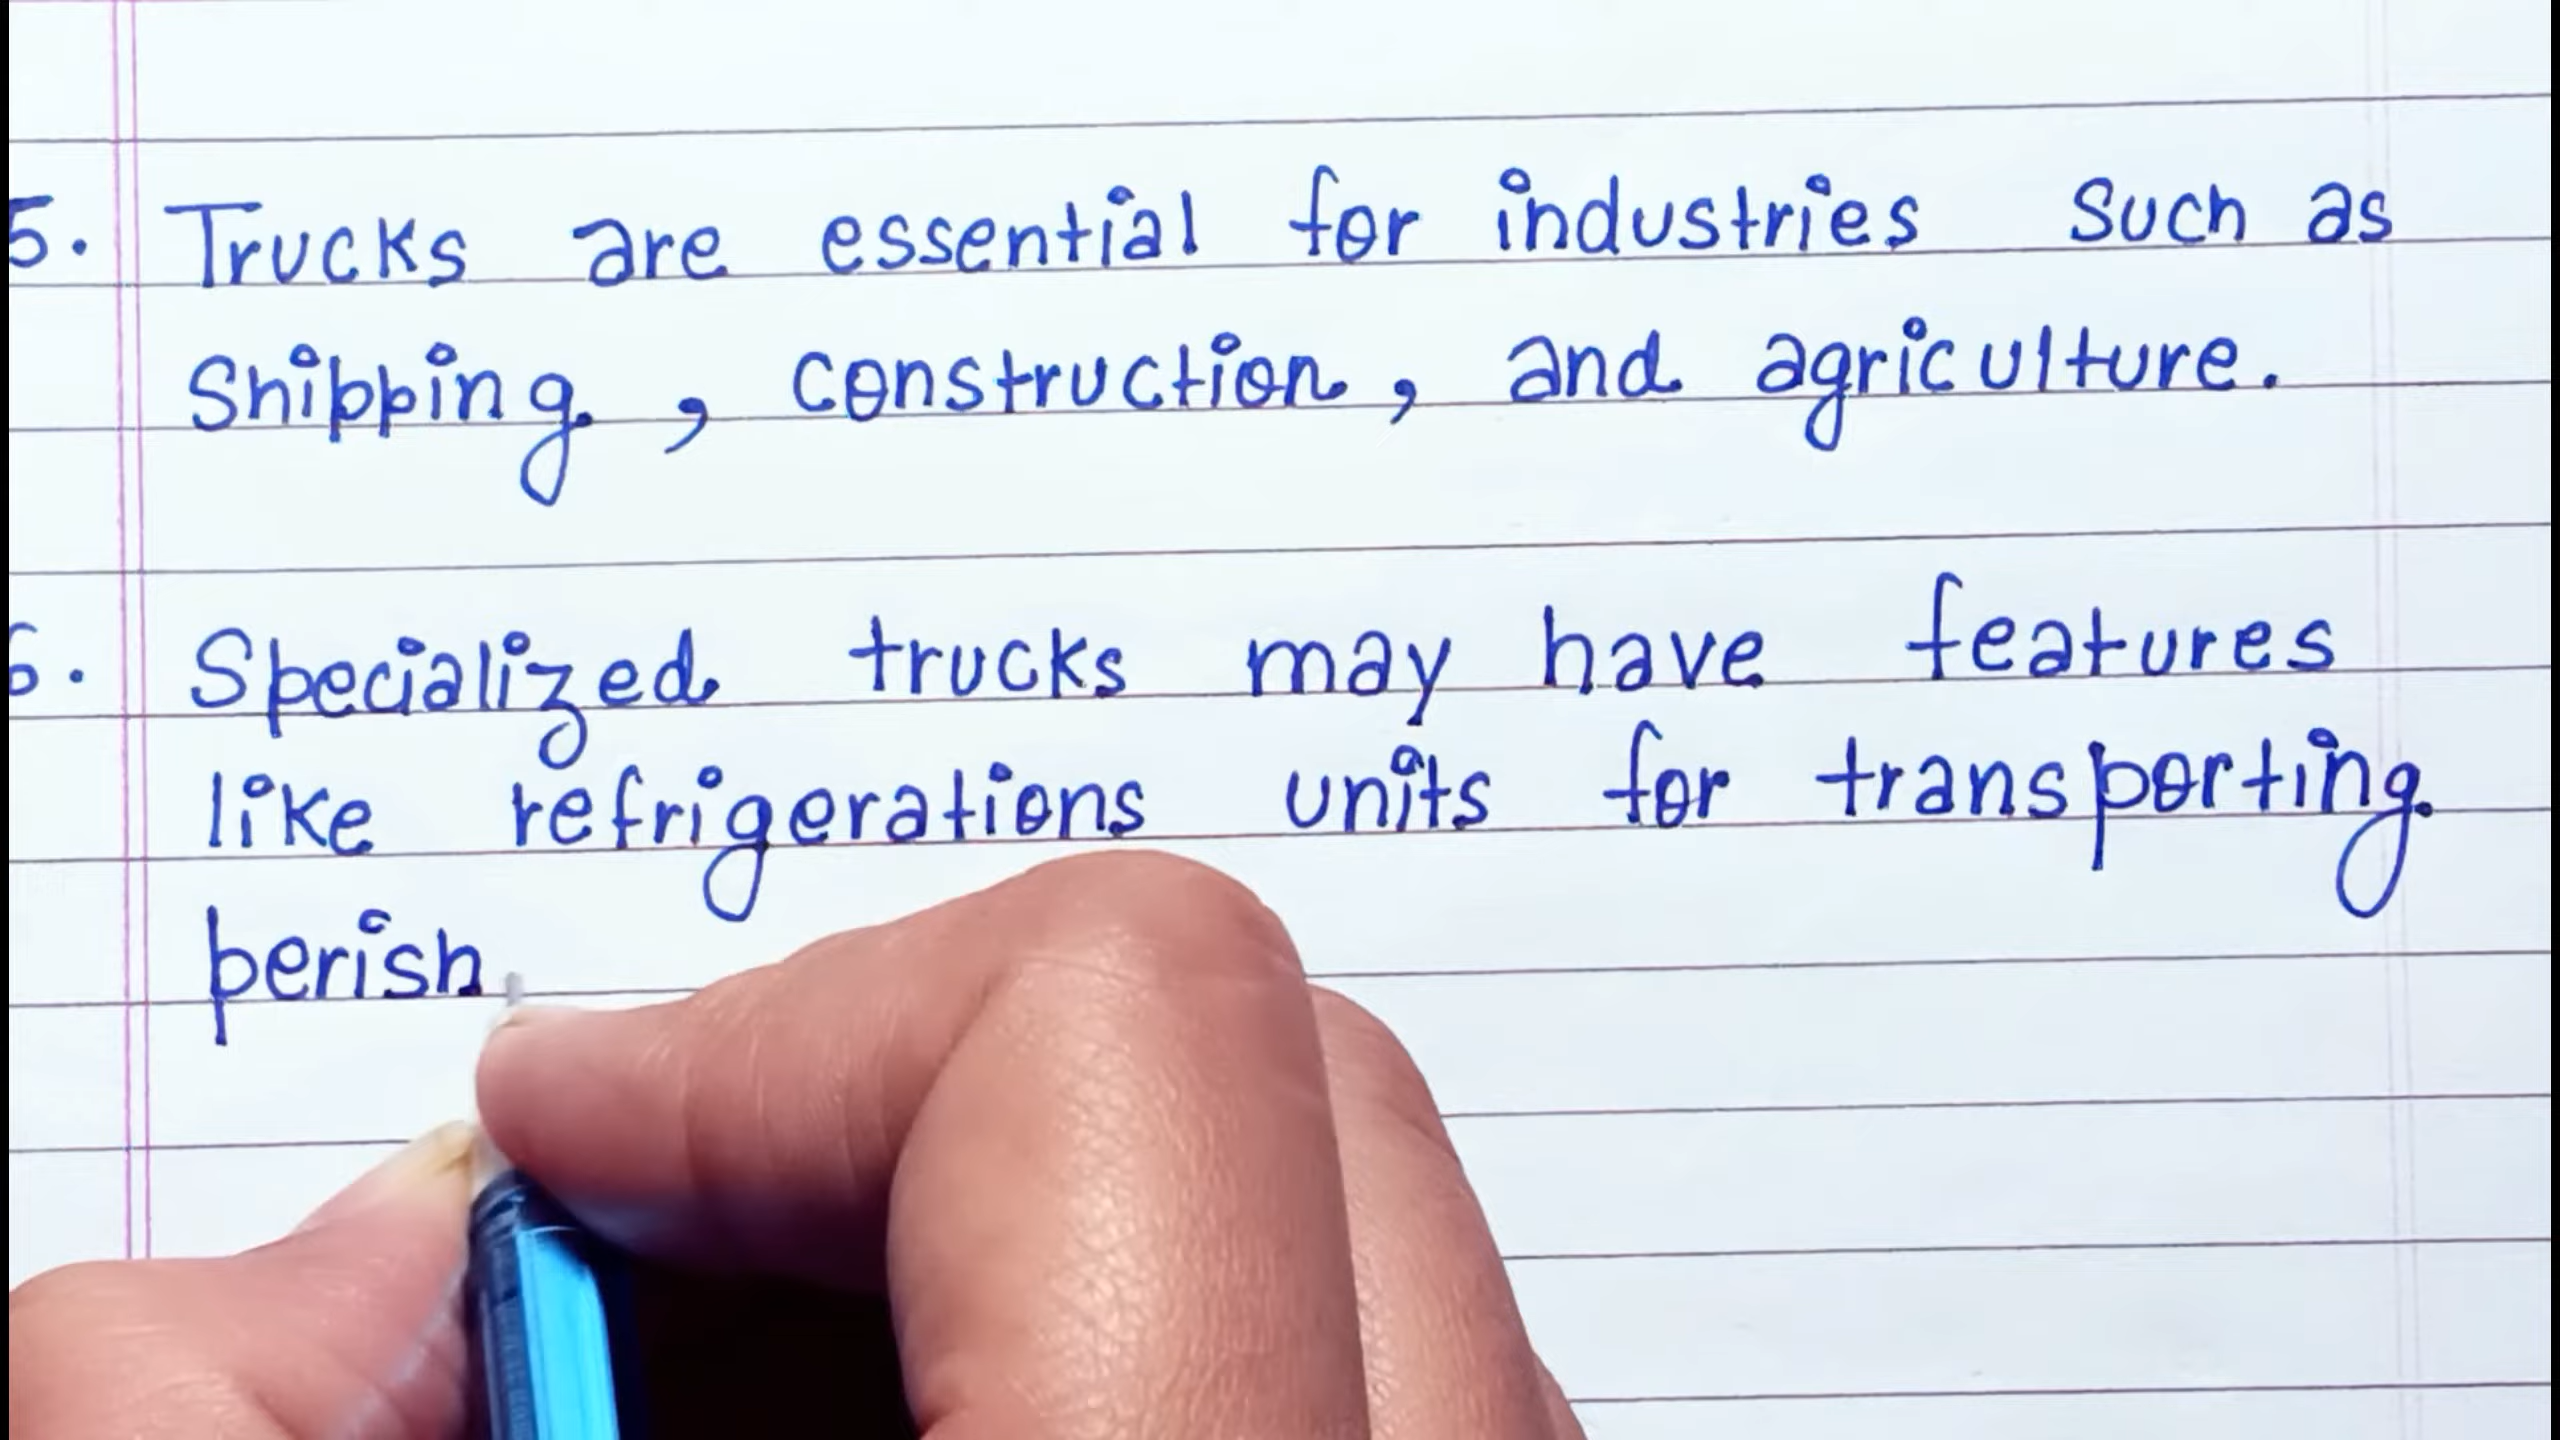 5. Trucks are essential for industries such as
Shipping, construction, and agriculture.
6. Specialized trucks may have features
like refrigerations units for transporting
perish